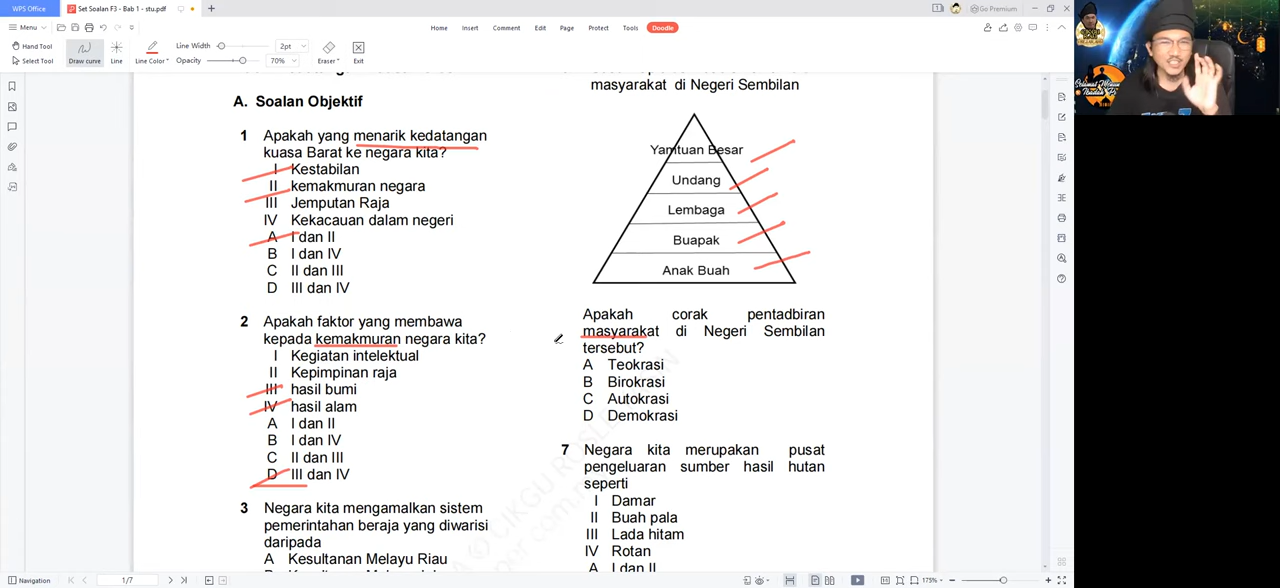 WPS Office
Set Soalan F3 - Bab 1 - stu.pdf
Go Premium
Menu
Home
Insert
Comment
Edit
Page
Protect
Tools
Doodle
Hand Tool
Select Tool
Draw curve
Line
Line Color
Line Width
2pt
Opacity
70%
Eraser
Exit
A. Soalan Objektif
1 Apakah yang menarik kedatangan
kuasa Barat ke negara kita?
I Kestabilan
II kemakmuran negara
III Jemputan Raja
IV Kekacauan dalam negeri
A I dan II
B I dan IV
C II dan III
D III dan IV
2 Apakah faktor yang membawa
kepada kemakmuran negara kita?
I Kegiatan intelektual
II Kepimpinan raja
III hasil bumi
IV hasil alam
A I dan II
B I dan IV
C II dan III
D III dan IV
3 Negara kita mengamalkan sistem
pemerintahan beraja yang diwarisi
daripada
A Kesultanan Melayu Riau
masyarakat di Negeri Sembilan
Yamtuan Besar
Undang
Lembaga
Buapak
Anak Buah
Apakah corak pentadbiran
masyarakat di Negeri Sembilan
tersebut?
A Teokrasi
B Birokrasi
C Autokrasi
D Demokrasi
7 Negara kita merupakan pusat
pengeluaran sumber hasil hutan
seperti
I Damar
II Buah pala
III Lada hitam
IV Rotan
A I dan II
Navigation
1/7
175%